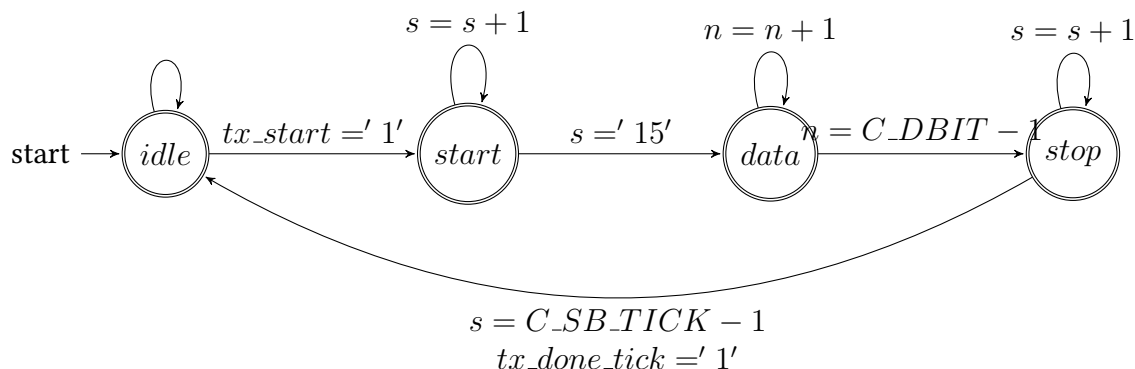 s = s + 1
n = n + 1
s = s + 1
start
idle
tx_start =' 1'
start
s =' 15'
data
n = C_DBIT − 1
stop
s = C_SB_TICK − 1
tx_done_tick =' 1'